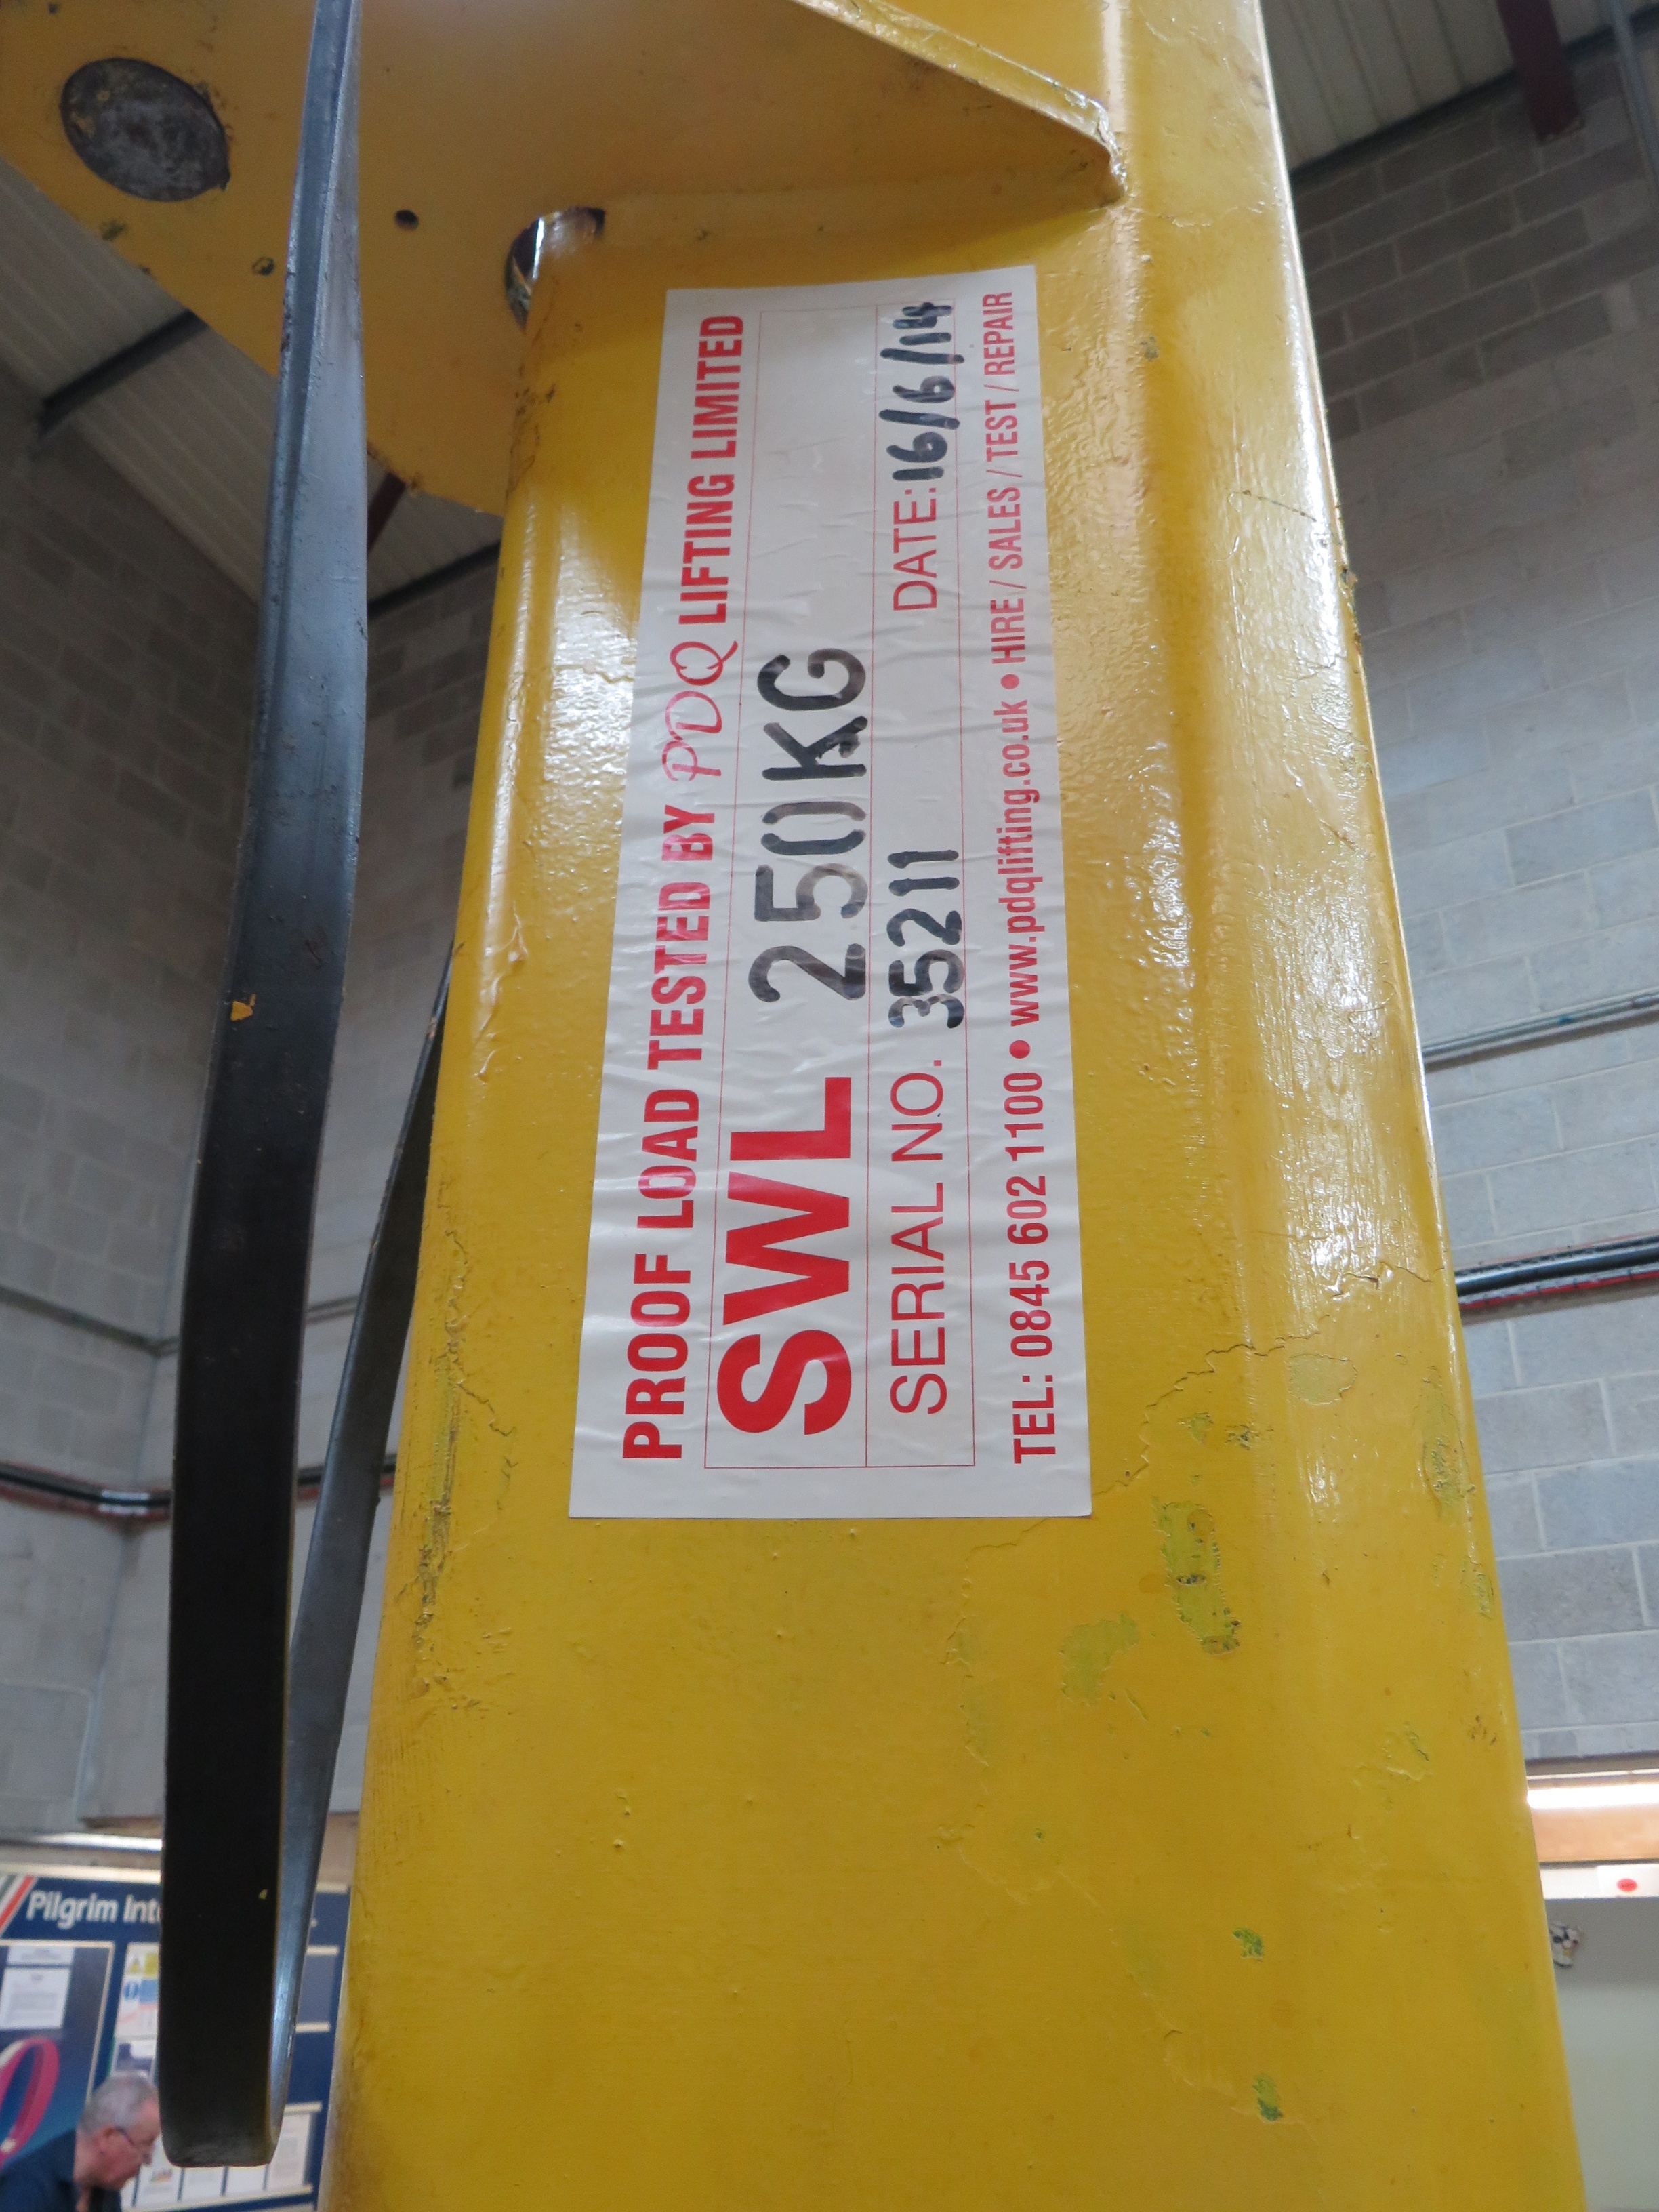 PROOF LOAD TESTED BY PDQ LIFTING LIMITED
SWL 250KG
SERIAL NO. 35211 DATE: 16/6/14
TEL: 0845 602 1100 • www.pdqlifting.co.uk • HIRE / SALES / TEST / REPAIR
Pilgrim